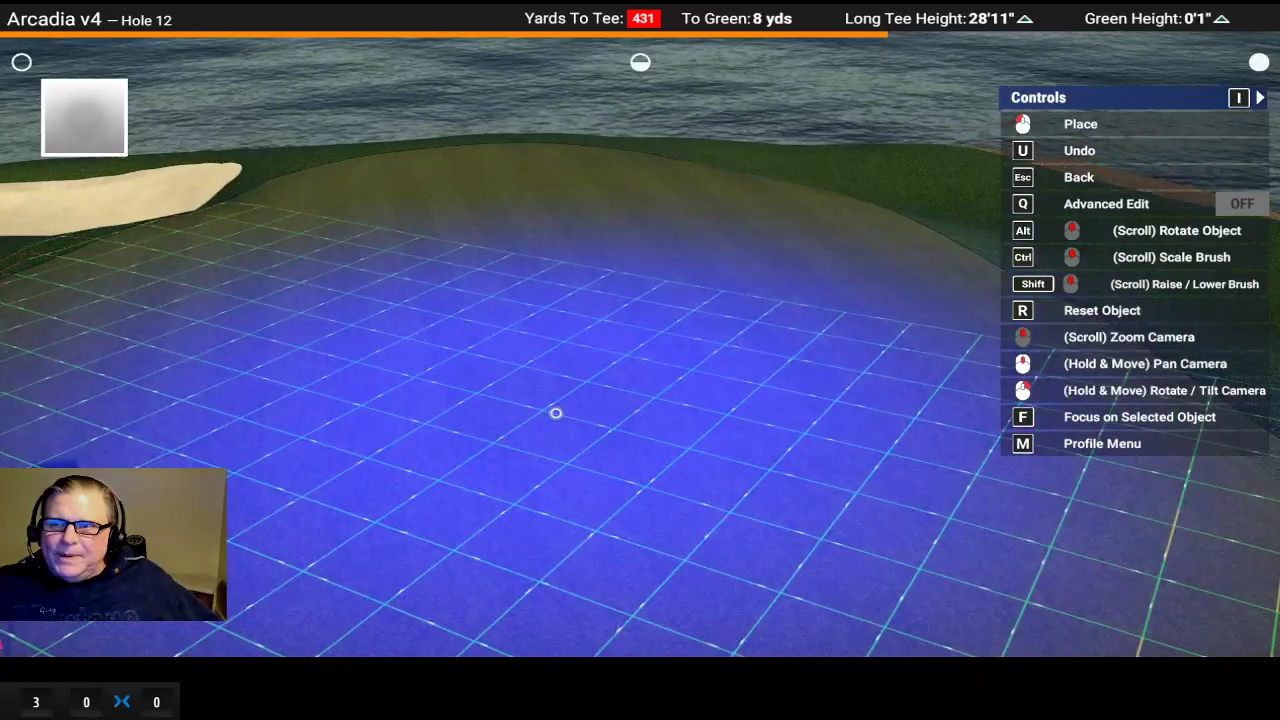 Arcadia v4 — Hole 12
Yards To Tee: 431 To Green: 8 yds Long Tee Height: 28'11" Green Height: 0'1"
Controls I
Place
U Undo
Esc Back
Q Advanced Edit OFF
Alt (Scroll) Rotate Object
Ctrl (Scroll) Scale Brush
Shift (Scroll) Raise / Lower Brush
R Reset Object
(Scroll) Zoom Camera
(Hold & Move) Pan Camera
(Hold & Move) Rotate / Tilt Camera
F Focus on Selected Object
M Profile Menu
3 0 0